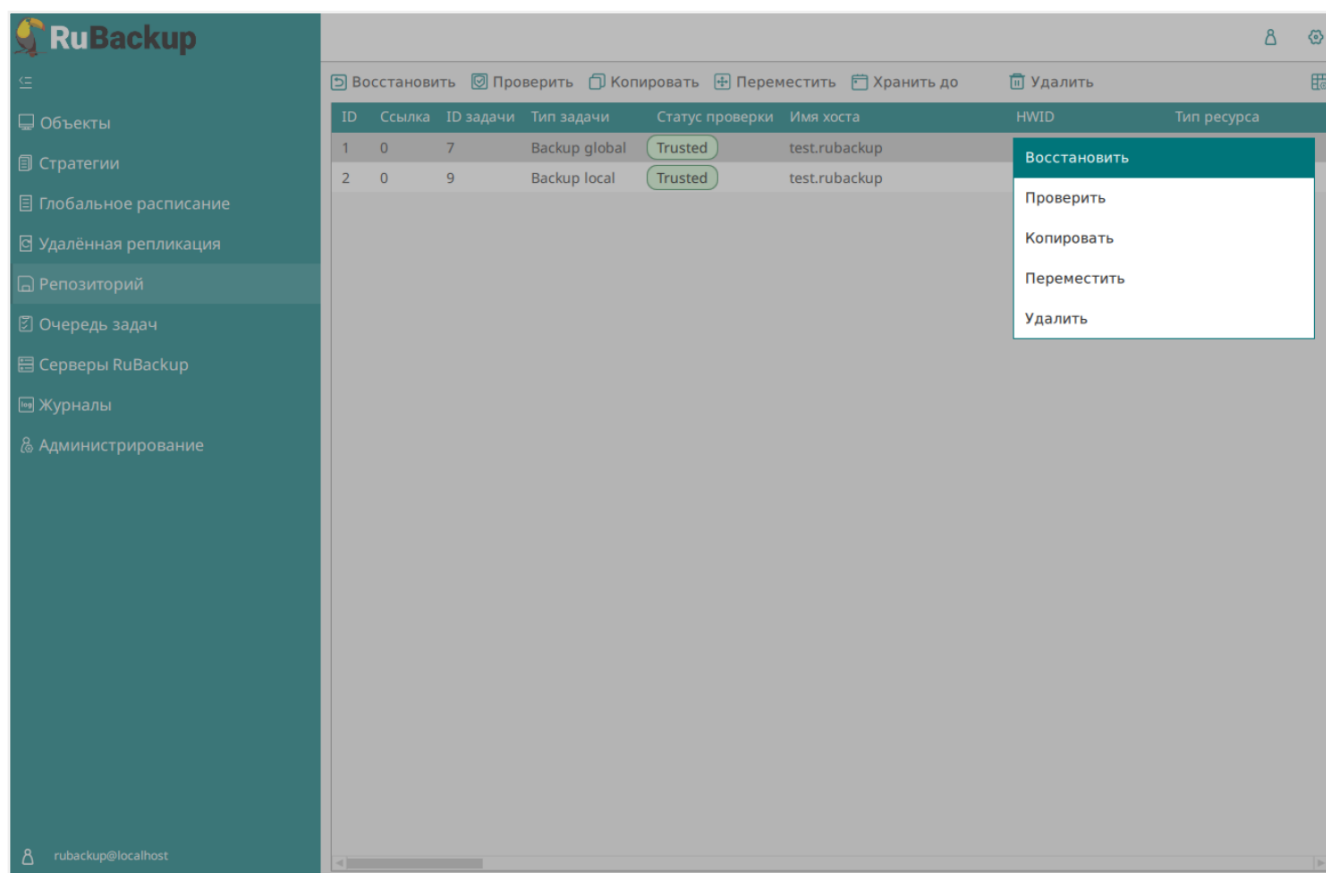 RuBackup
Восстановить Проверить Копировать Переместить Хранить до Удалить
ID Ссылка ID задачи Тип задачи Статус проверки Имя хоста HWID Тип ресурса
1 0 7 Backup global Trusted test.rubackup
2 0 9 Backup local Trusted test.rubackup
Восстановить
Проверить
Копировать
Переместить
Удалить
Объекты
Стратегии
Глобальное расписание
Удалённая репликация
Репозиторий
Очередь задач
Серверы RuBackup
Журналы
Администрирование
rubackup@localhost